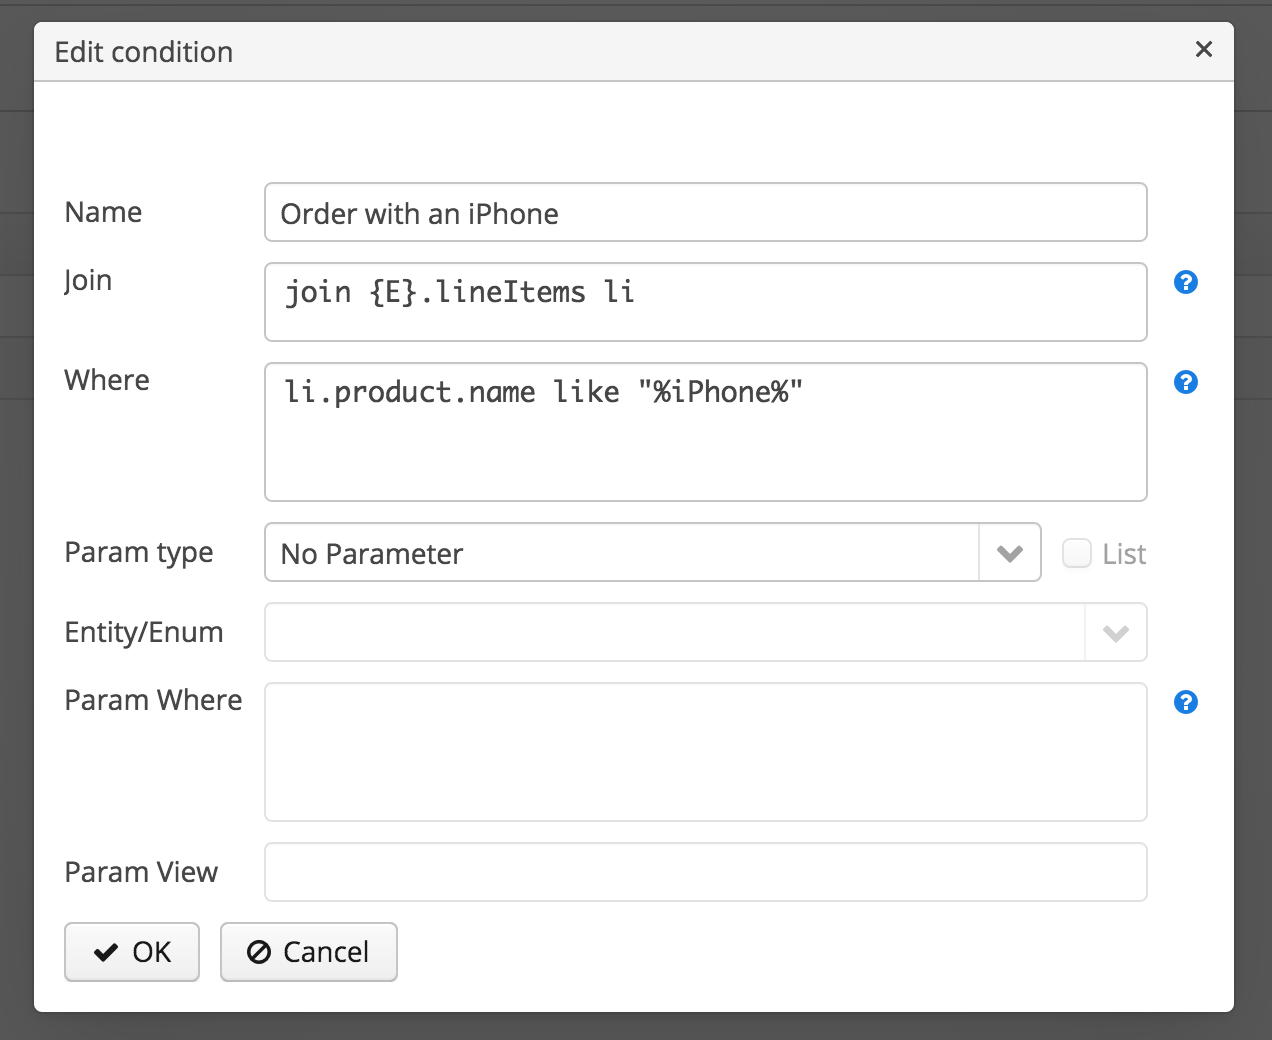 Edit condition
Name
Order with an iPhone
Join
join {E}.lineItems li
Where
li.product.name like "%iPhone%"
Param type
No Parameter
List
Entity/Enum
Param Where
Param View
OK
Cancel